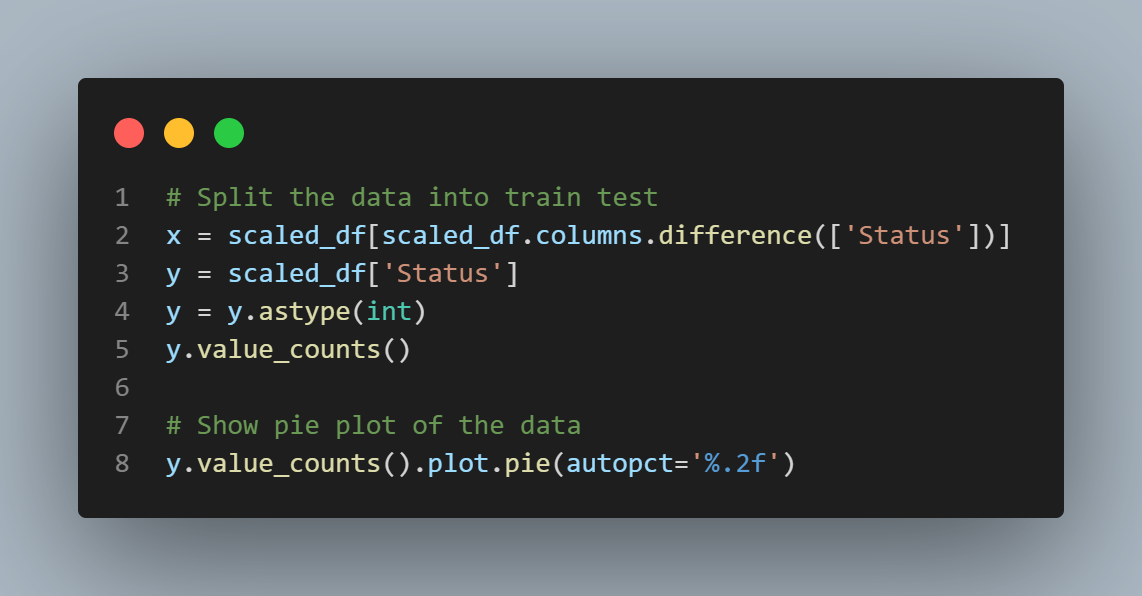 1 # Split the data into train test
2 x = scaled_df[scaled_df.columns.difference(['Status'])]
3 y = scaled_df['Status']
4 y = y.astype(int)
5 y.value_counts()
6
7 # Show pie plot of the data
8 y.value_counts().plot.pie(autopct='%.2f')